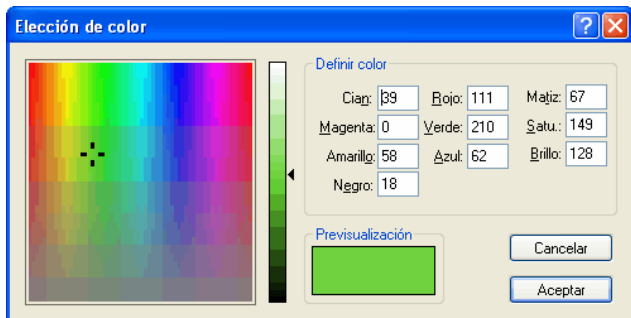 Elección de color
Definir color
Cian: 39 Rojo: 111 Matiz: 67
Magenta: 0 Verde: 210 Satu.: 149
Amarillo: 58 Azul: 62 Brillo: 128
Negro: 18
Previsualización
Cancelar
Aceptar